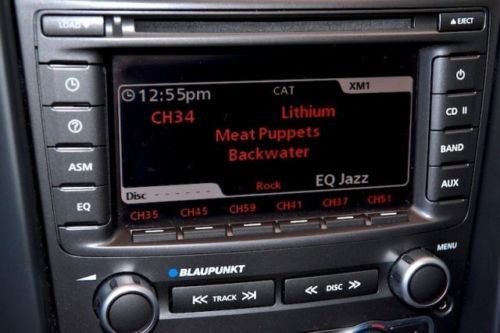 LOAD EJECT
12:55pm CAT XM1
CH34 Lithium
Meat Puppets
Backwater
Disc ------ Rock EQ Jazz
CH35 CH45 CH59 CH41 CH37 CH51
?
ASM
EQ
CD II
BAND
AUX
BLAUPUNKT MENU
TRACK DISC